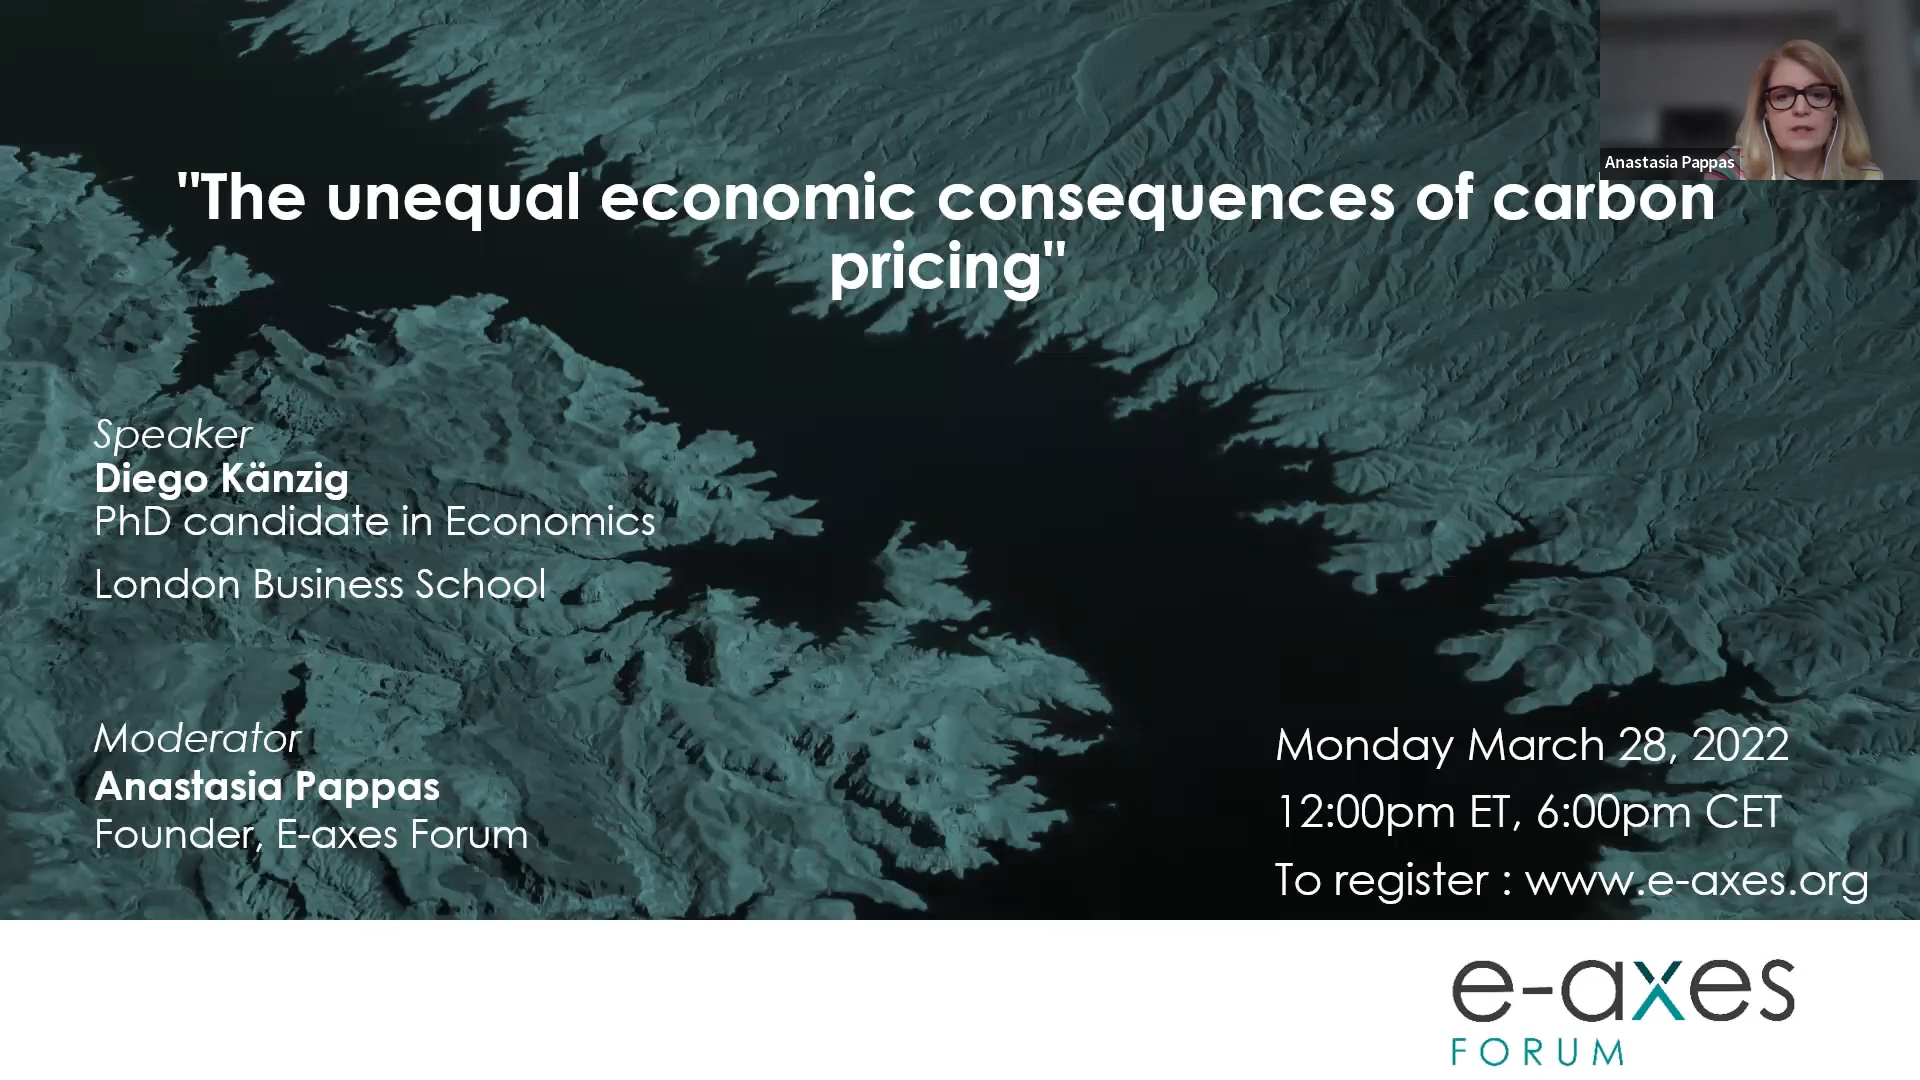 Anastasia Pappas
"The unequal economic consequences of carbon
pricing"
Speaker
Diego Känzig
PhD candidate in Economics
London Business School
Moderator
Anastasia Pappas
Founder, E-axes Forum
Monday March 28, 2022
12:00pm ET, 6:00pm CET
To register : www.e-axes.org
e-axes
FORUM